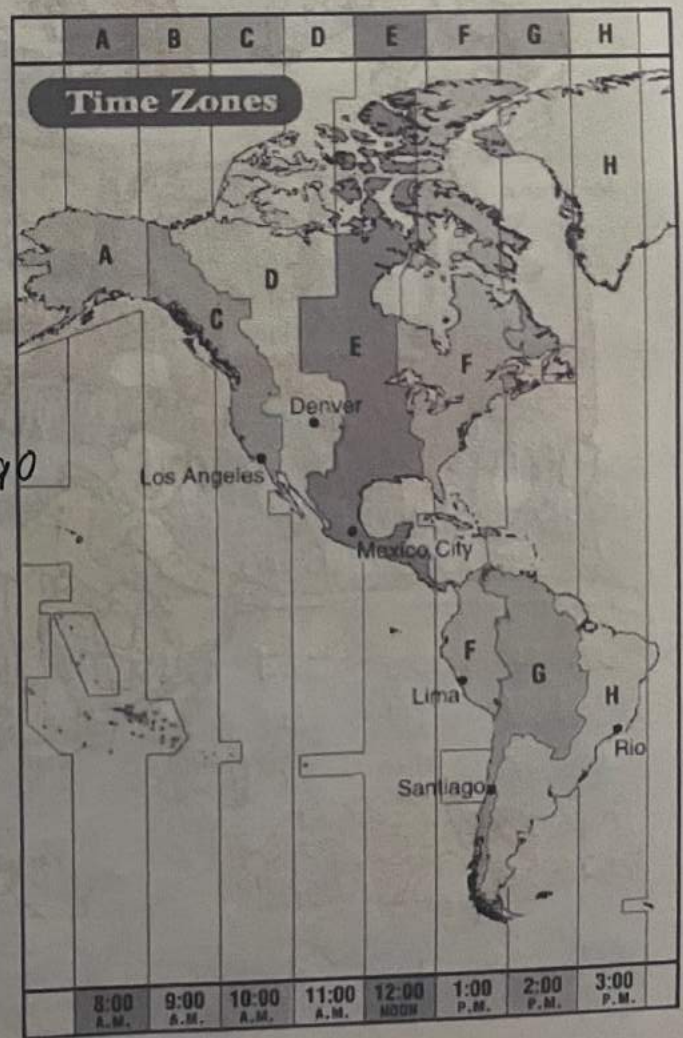 A B C D E F G H
Time Zones
H
A
D
C
E
F
Denver
Los Angeles
Mexico City
F
G
H
Lima
Rio
Santiago
8:00 A.M. 9:00 A.M. 10:00 A.M. 11:00 A.M. 12:00 NOON 1:00 P.M. 2:00 P.M. 3:00 P.M.